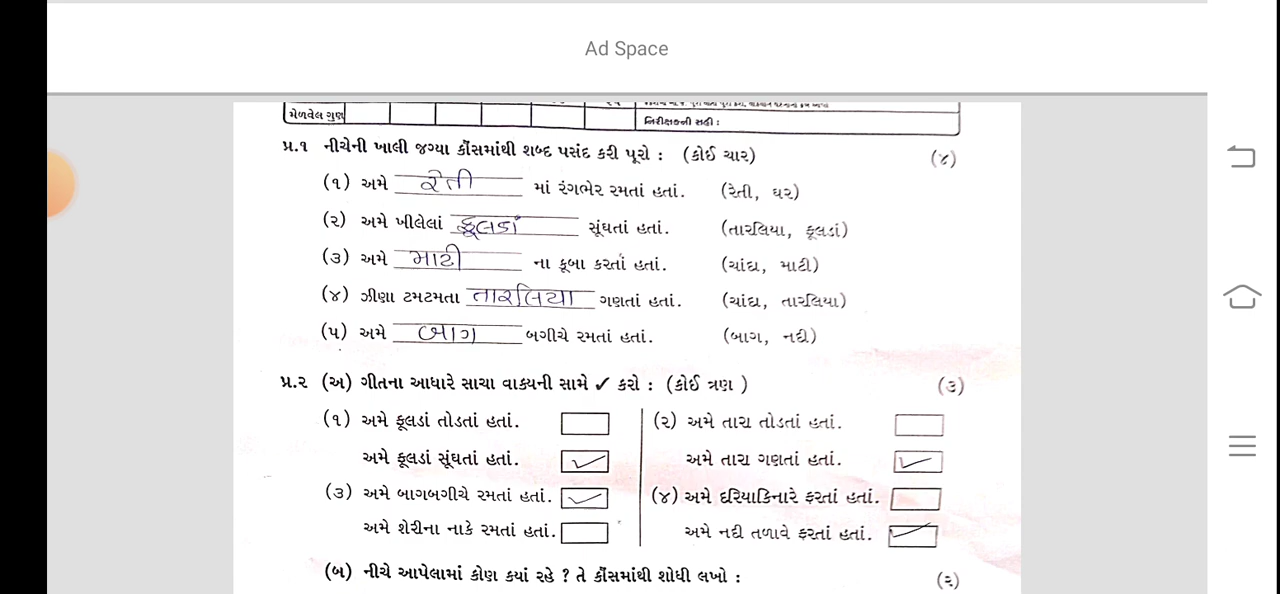 Ad Space
મેળવેલ ગુણ
નિરીક્ષકની સહી :
પ્ર.૧ નીચેની ખાલી જગ્યા કૌંસમાંથી શબ્દ પસંદ કરી પૂરો : (કોઈ ચાર) (૪)
(૧) અમે રેતી માં રંગભેર રમતાં હતાં. (રેતી, ઘર)
(૨) અમે ખીલેલાં ફૂલડાં સૂંઘતાં હતાં. (તારલિયા, ફૂલડાં)
(૩) અમે માટી ના કૂબા કરતાં હતાં. (ચાંદા, માટી)
(૪) ઝીણા ટમટમતા તારલિયા ગણતાં હતાં. (ચાંદા, તારલિયા)
(૫) અમે બાગ બગીચે રમતાં હતાં. (બાગ, નદી)
પ્ર.૨ (અ) ગીતના આધારે સાચા વાક્યની સામે ✓ કરો : (કોઈ ત્રણ ) (૩)
(૧) અમે ફૂલડાં તોડતાં હતાં.
અમે ફૂલડાં સૂંઘતાં હતાં. ✓
(૩) અમે બાગબગીચે રમતાં હતાં. ✓
અમે શેરીના નાકે રમતાં હતાં.
(૨) અમે તારા તોડતાં હતાં.
અમે તારા ગણતાં હતાં. ✓
(૪) અમે દરિયાકિનારે ફરતાં હતાં.
અમે નદી તળાવે ફરતાં હતાં. ✓
(બ) નીચે આપેલામાં કોણ ક્યાં રહે ? તે કૌંસમાંથી શોધી લખો : (૨)